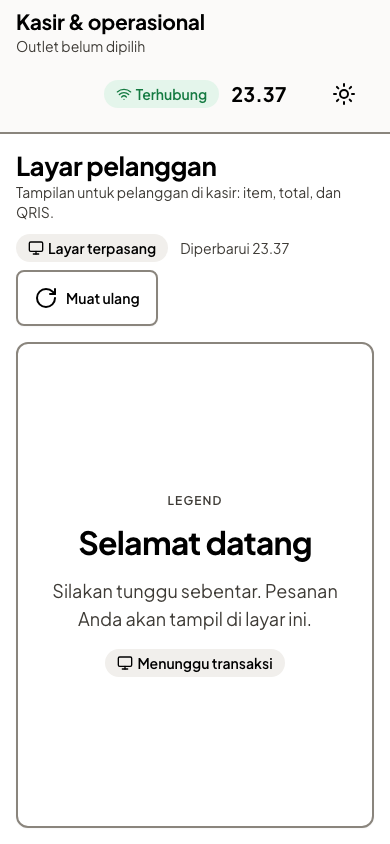 Kasir & operasional
Outlet belum dipilih
Terhubung 23.37
Layar pelanggan
Tampilan untuk pelanggan di kasir: item, total, dan
QRIS.
Layar terpasang Diperbarui 23.37
Muat ulang
LEGEND
Selamat datang
Silakan tunggu sebentar. Pesanan
Anda akan tampil di layar ini.
Menunggu transaksi